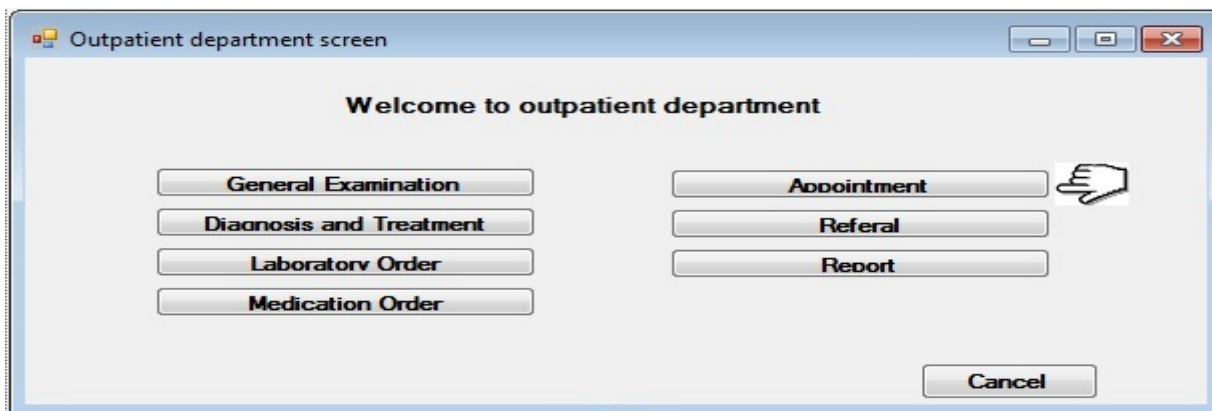 Outpatient department screen
Welcome to outpatient department
General Examination
Diagnosis and Treatment
Laboratory Order
Medication Order
Appointment
Referal
Report
Cancel